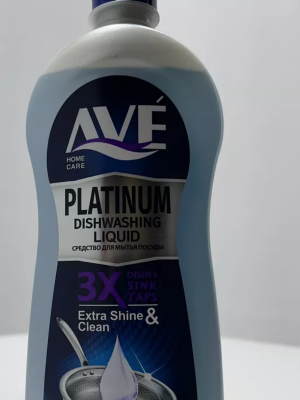 AVÉ
HOME
CARE
PLATINUM
DISHWASHING
LIQUID
СРЕДСТВО ДЛЯ МЫТЬЯ ПОСУДЫ
3X
DISHES
SINK
TAPS
Extra Shine &
Clean